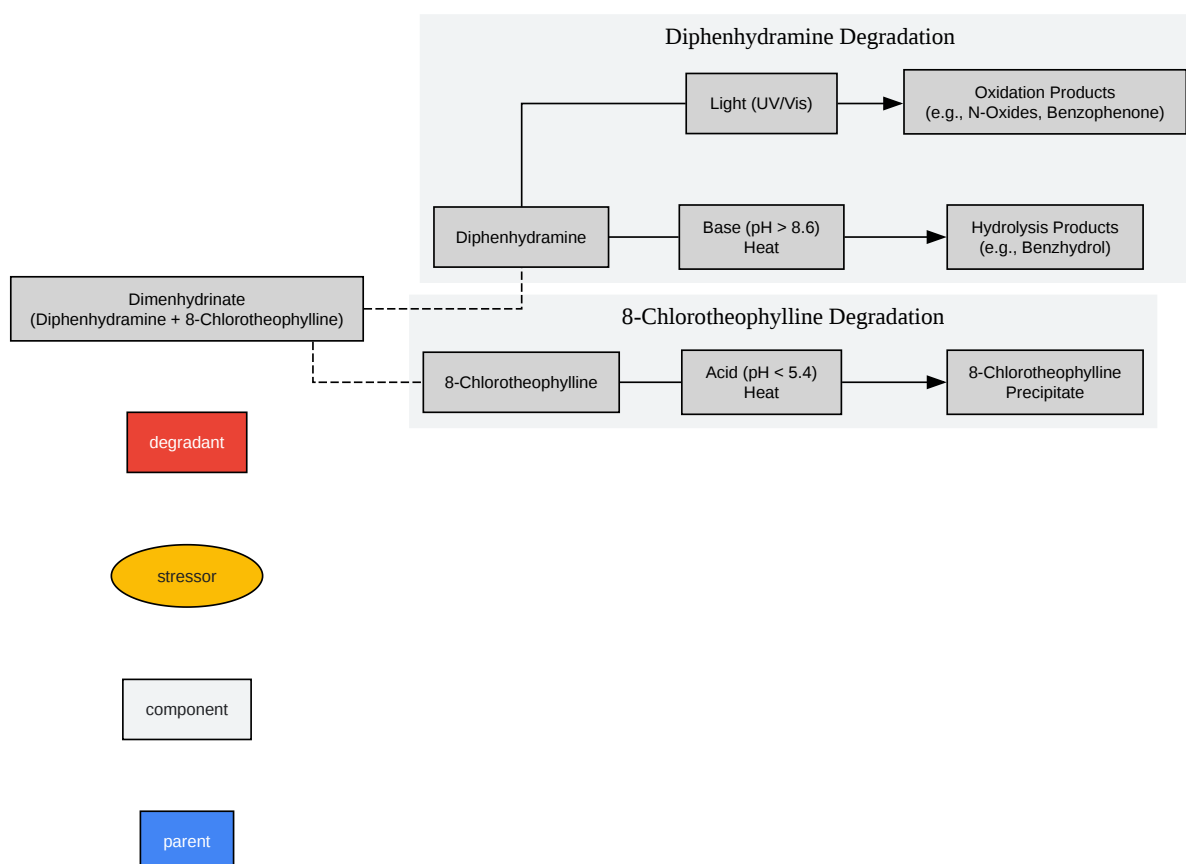 Diphenhydramine Degradation
Light (UV/Vis)
Oxidation Products
(e.g., N-Oxides, Benzophenone)
Diphenhydramine
Base (pH > 8.6)
Heat
Hydrolysis Products
(e.g., Benzhydrol)
Dimenhydrinate
(Diphenhydramine + 8-Chlorotheophylline)
8-Chlorotheophylline Degradation
8-Chlorotheophylline
Acid (pH < 5.4)
Heat
8-Chlorotheophylline
Precipitate
degradant
stressor
component
parent